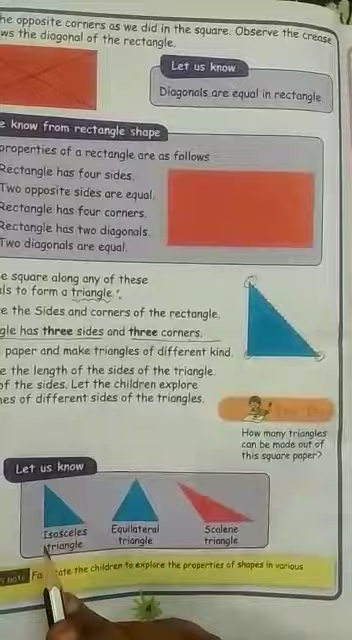 he opposite corners as we did in the square. Observe the crease
ws the diogonal of the rectangle.
Let us know
Diagonals are equal in rectangle
e know from rectangle shape
properties of a rectangle are as follows
Rectangle has four sides.
Two opposite sides are equal.
Rectangle has four corners.
Rectangle has two diagonals.
Two diagonals are equal.
e square along any of these
als to form a triangle'.
e the Sides and corners of the rectangle.
gle has three sides and three corners.
paper and make triangles of different kind.
e the length of the sides of the triangle.
of the sides. Let the children explore
nes of different sides of the triangles.
How many triangles
can be made out of
this square paper?
Let us know
Isosceles
triangle
Equilateral
triangle
Scalene
triangle
tate the children to explore the properties of shapes in various